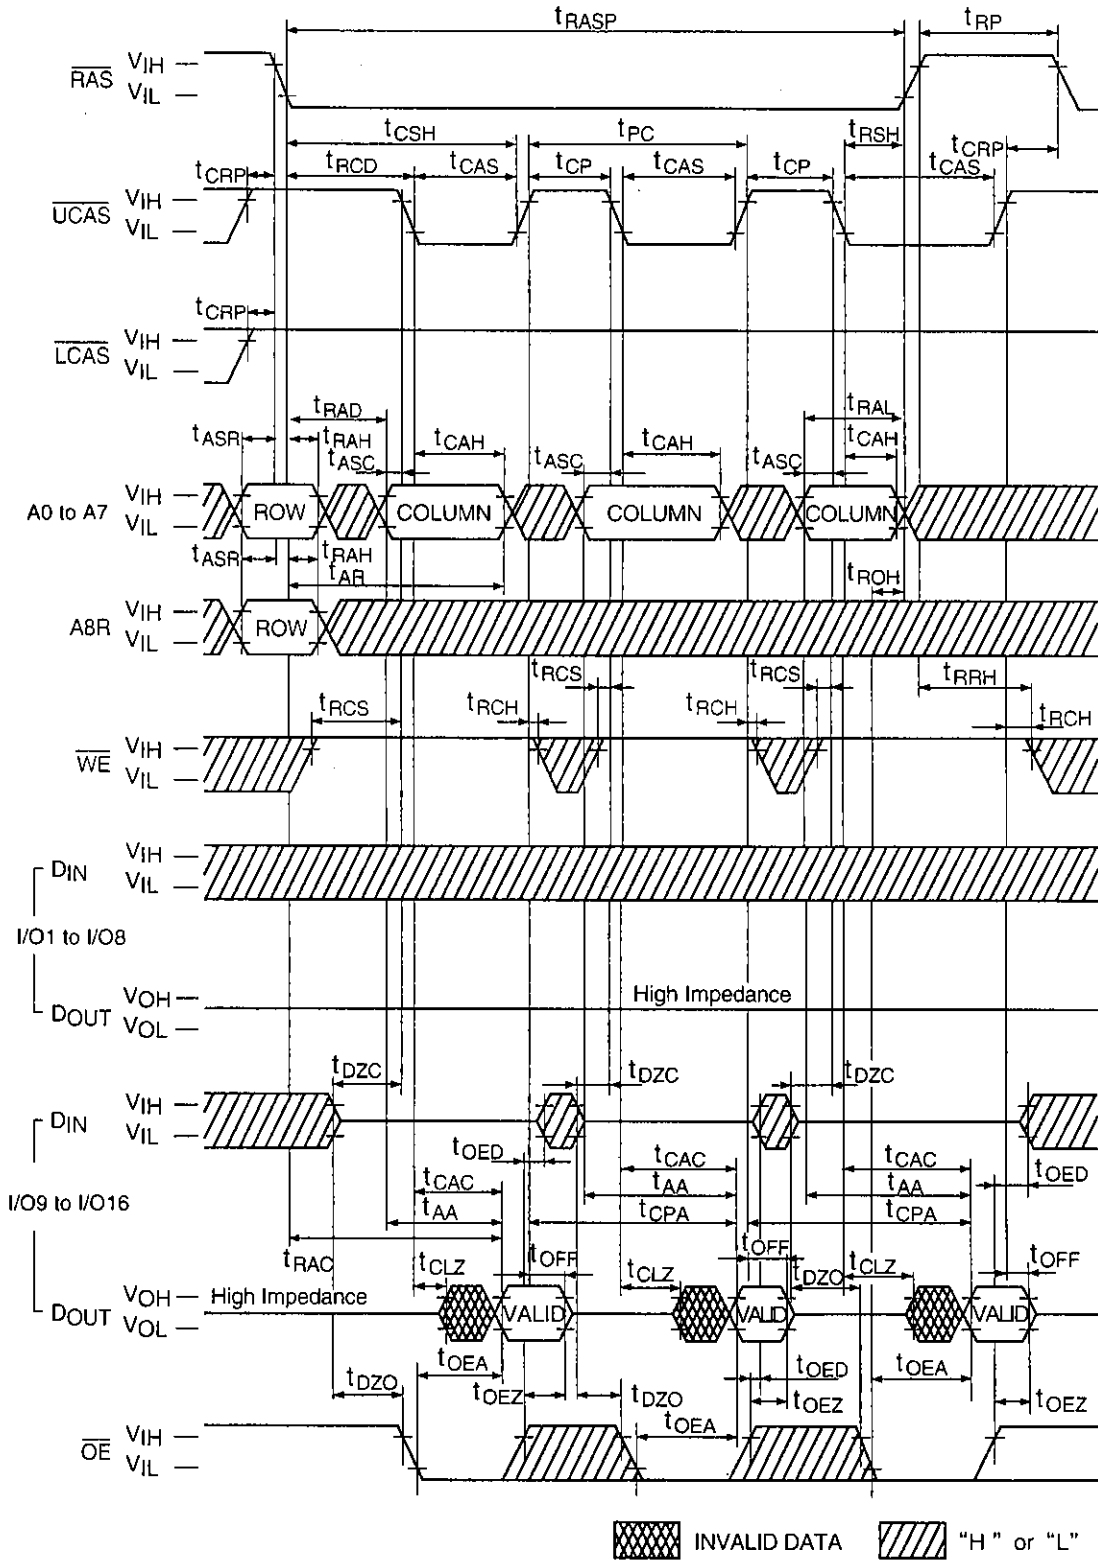 tRASP tRP
RAS VIH
VIL
tCSH tPC tRSH
tCRP tRCD tCAS tCP tCAS tCP tCRP
tCAS
UCAS VIH
VIL
tCRP
LCAS VIH
VIL
tRAD tRAL
tASR tRAH tCAH tCAH tCAH
tASC tASC tASC
A0 to A7 VIH
VIL
ROW COLUMN COLUMN COLUMN
tASR tRAH
tAR tROH
A8R VIH
VIL
ROW
tRCS tRCS tRRH
tRCS tRCH tRCH tRCH
WE VIH
VIL
DIN VIH
VIL
I/O1 to I/O8
DOUT VOH
VOL
High Impedance
tDZC tDZC tDZC
DIN VIH
VIL
tOED tCAC tCAC tOED
I/O9 to I/O16
tCAC tAA tAA
tAA tCPA tCPA
tRAC tOFF tOFF tOFF
tCLZ tCLZ tDZO tCLZ
DOUT VOH
VOL
High Impedance VALID VALID VALID
tDZO tOEA tOEZ tDZO tOED tOEA
tOEA tOEZ tOEZ
OE VIH
VIL
INVALID DATA "H" or "L"